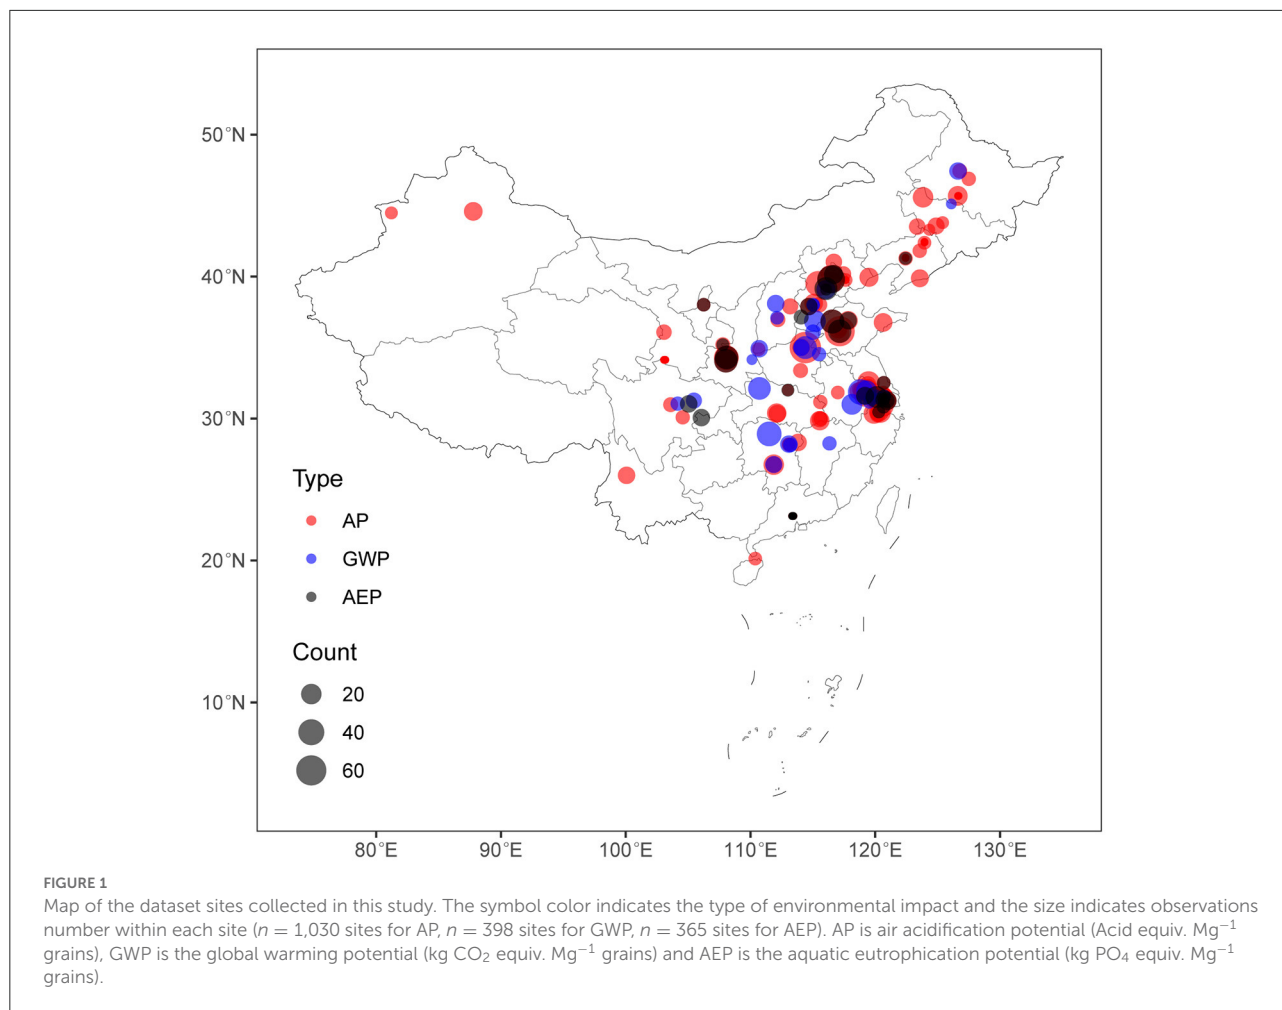 50°N
40°N
30°N
20°N
10°N
Type
AP
GWP
AEP
Count
20
40
60
80°E 90°E 100°E 110°E 120°E 130°E
FIGURE 1
Map of the dataset sites collected in this study. The symbol color indicates the type of environmental impact and the size indicates observations
number within each site (n = 1,030 sites for AP, n = 398 sites for GWP, n = 365 sites for AEP). AP is air acidification potential (Acid equiv. Mg⁻¹
grains), GWP is the global warming potential (kg CO₂ equiv. Mg⁻¹ grains) and AEP is the aquatic eutrophication potential (kg PO₄ equiv. Mg⁻¹
grains).